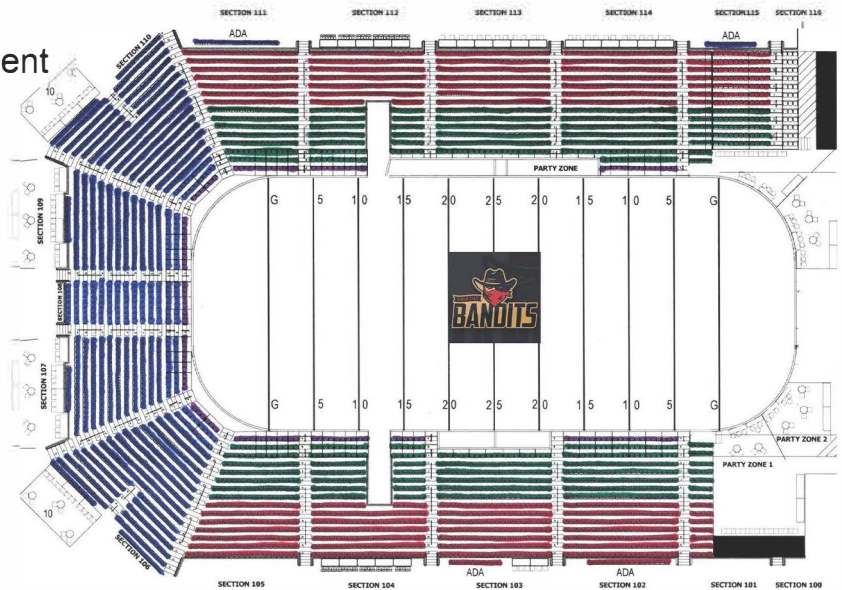 SECTION 111
SECTION 112
SECTION 113
SECTION 114
SECTION115
SECTION 116
ADA
ADA
ent
SECTION 110
10
PARTY ZONE
SECTION 109
G 5 10 15 20 25 20 15 10 5 G
SECTION 108
BANDITS
SECTION 107
G 5 10 15 20 25 20 15 10 5 G
PARTY ZONE 2
PARTY ZONE 1
10
SECTION 106
ADA
ADA
SECTION 105
SECTION 104
SECTION 103
SECTION 102
SECTION 101
SECTION 100